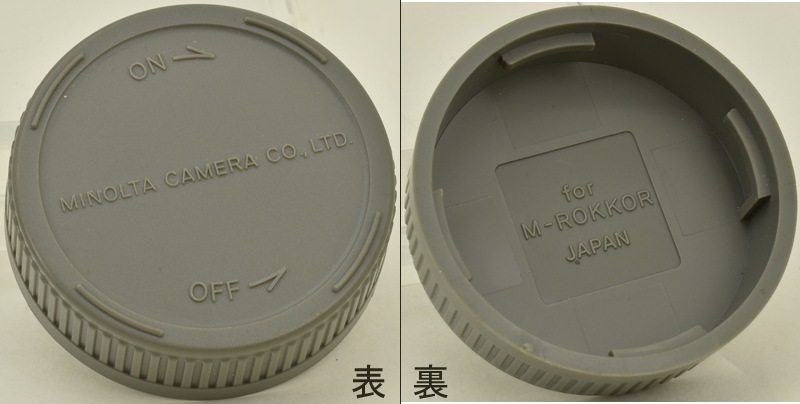 ON
MINOLTA CAMERA CO., LTD.
OFF
表
for
M-ROKKOR
JAPAN
裏